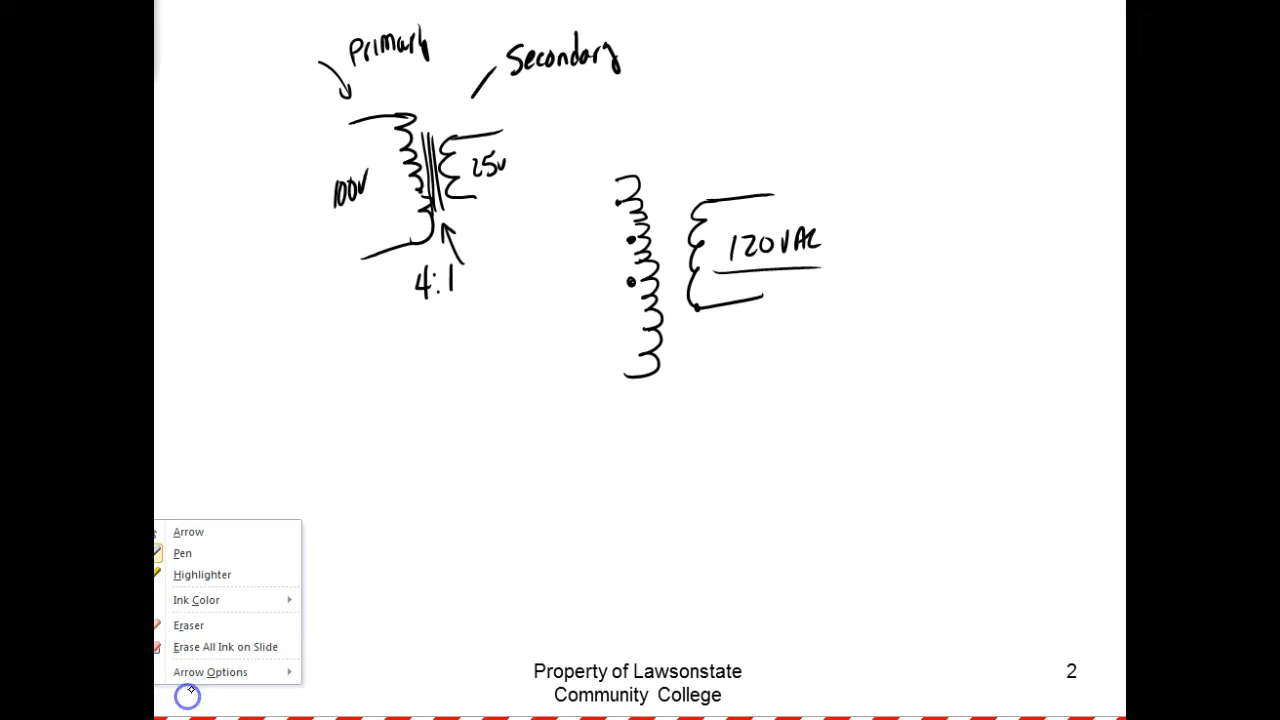 Primary
Secondary
100V
25V
4:1
120VAC
Arrow
Pen
Highlighter
Ink Color
Eraser
Erase All Ink on Slide
Arrow Options
Property of Lawsonstate
Community College
2